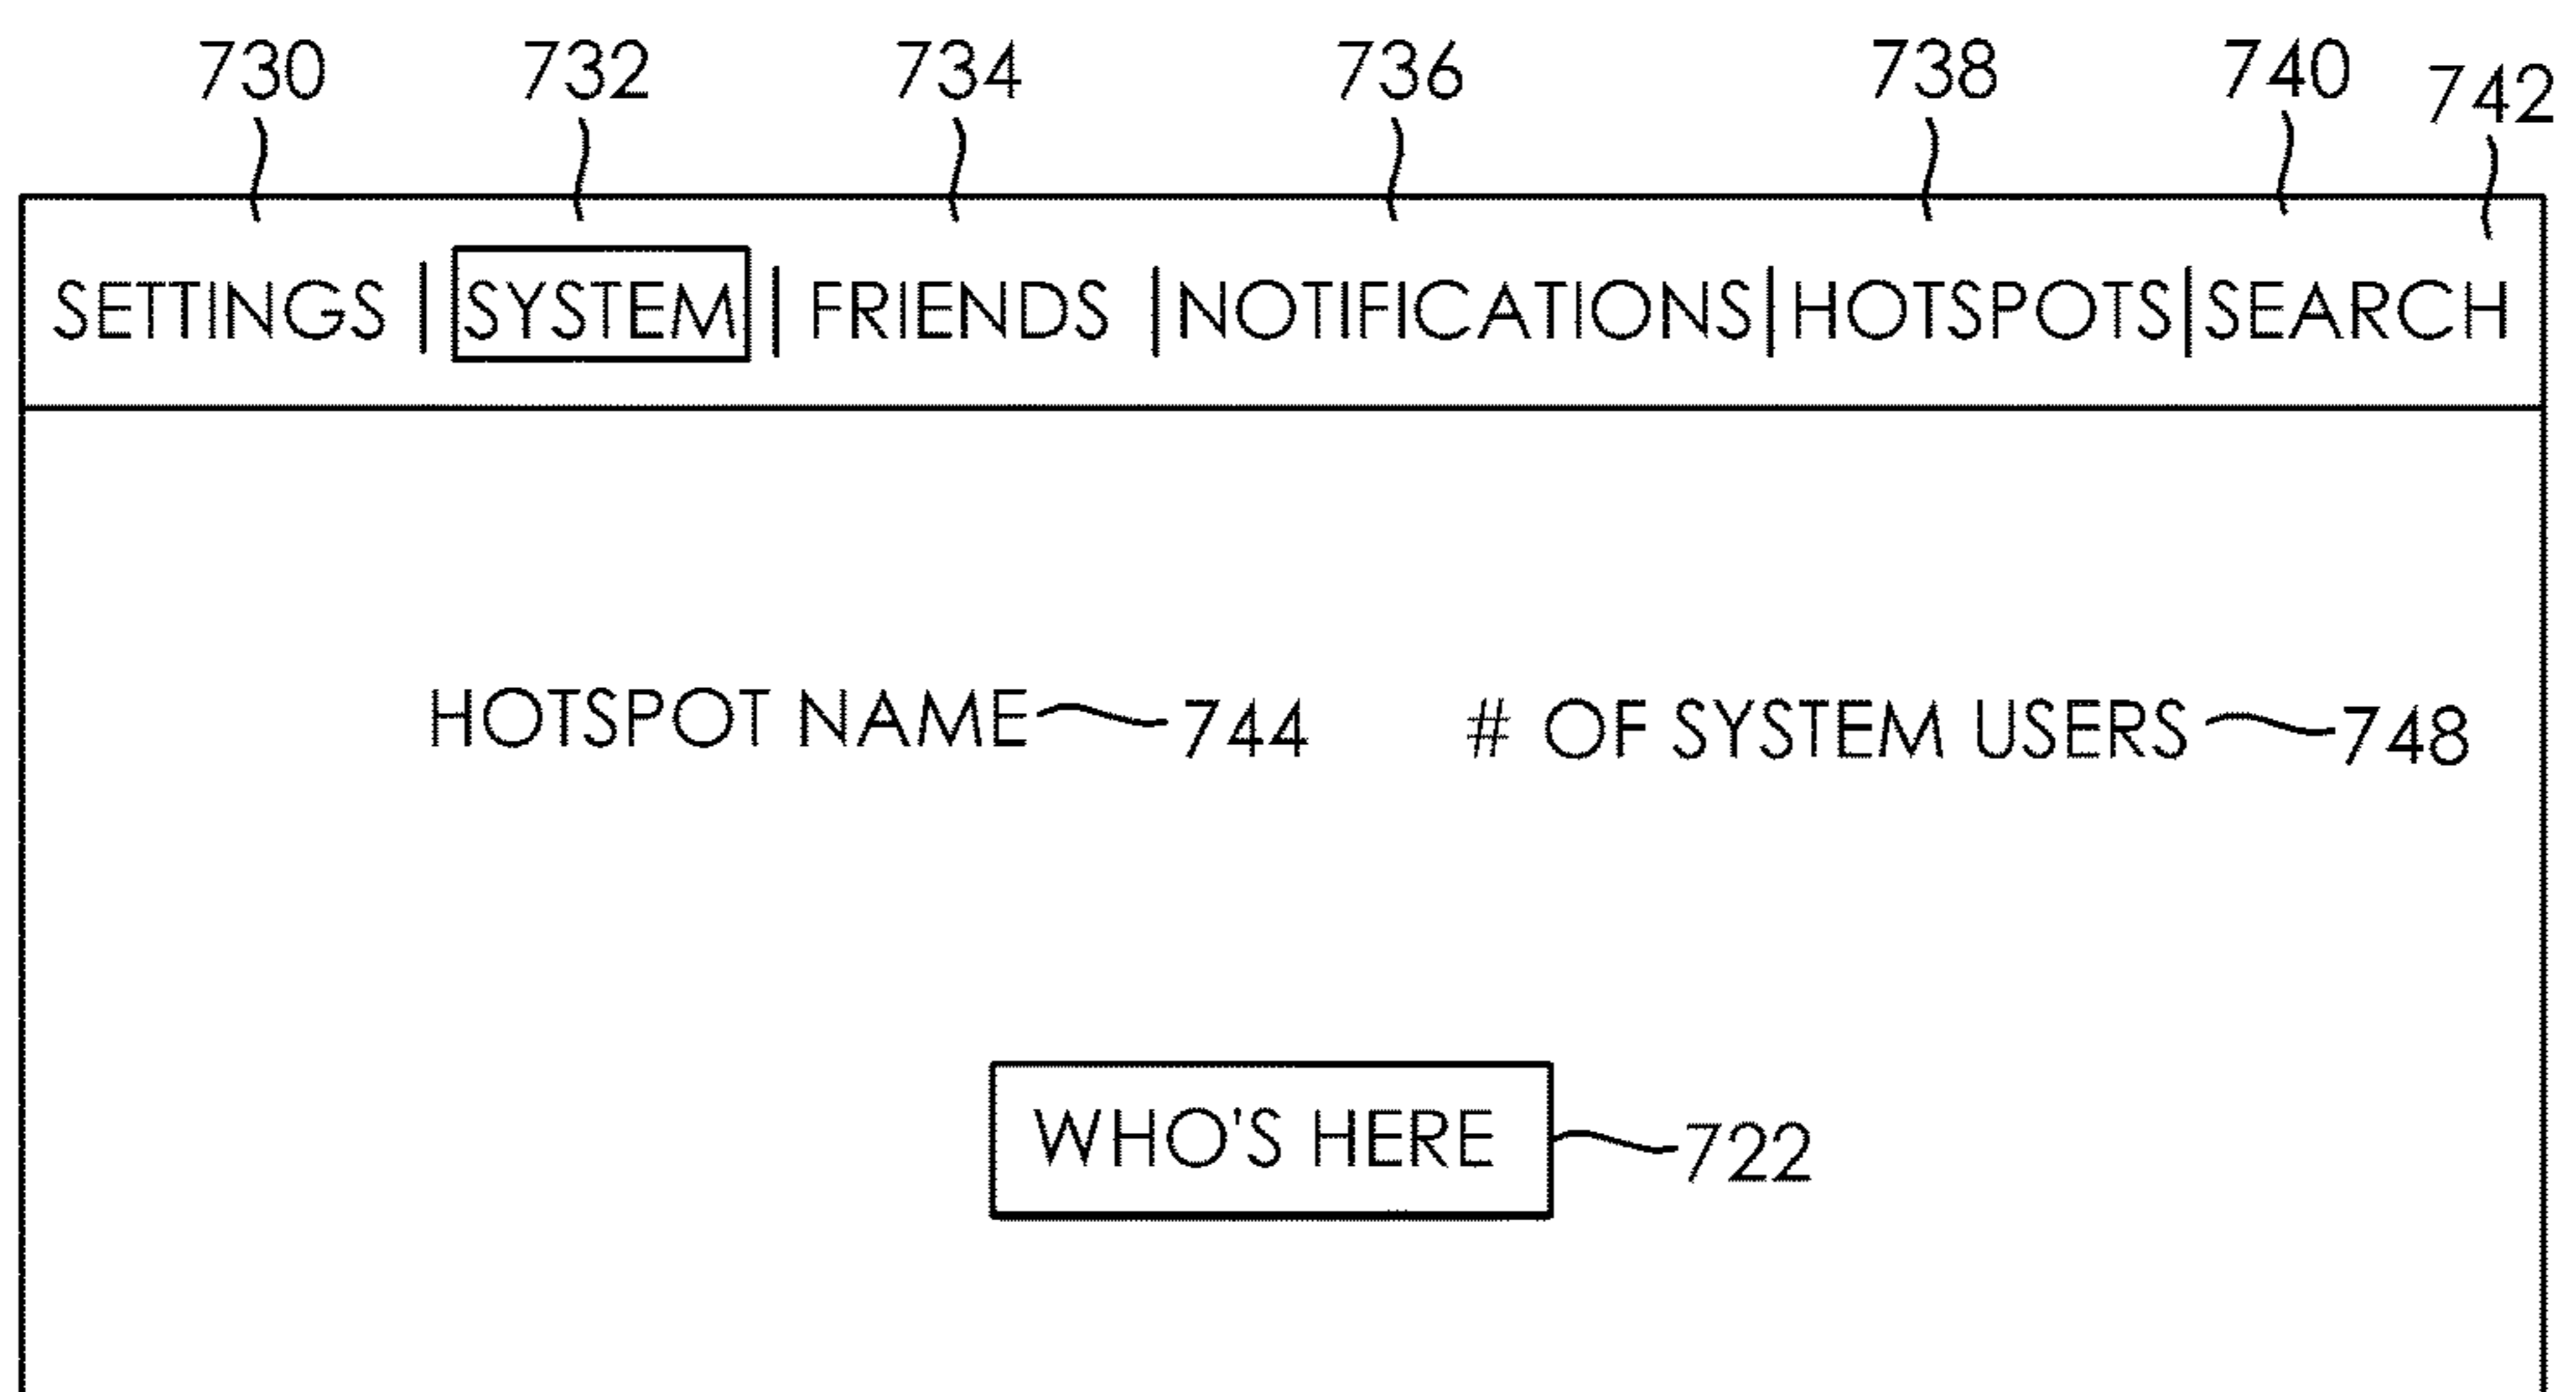 730 732 734 736 738 740 742
SETTINGS | SYSTEM | FRIENDS | NOTIFICATIONS | HOTSPOTS | SEARCH
HOTSPOT NAME 744 # OF SYSTEM USERS 748
WHO'S HERE 722